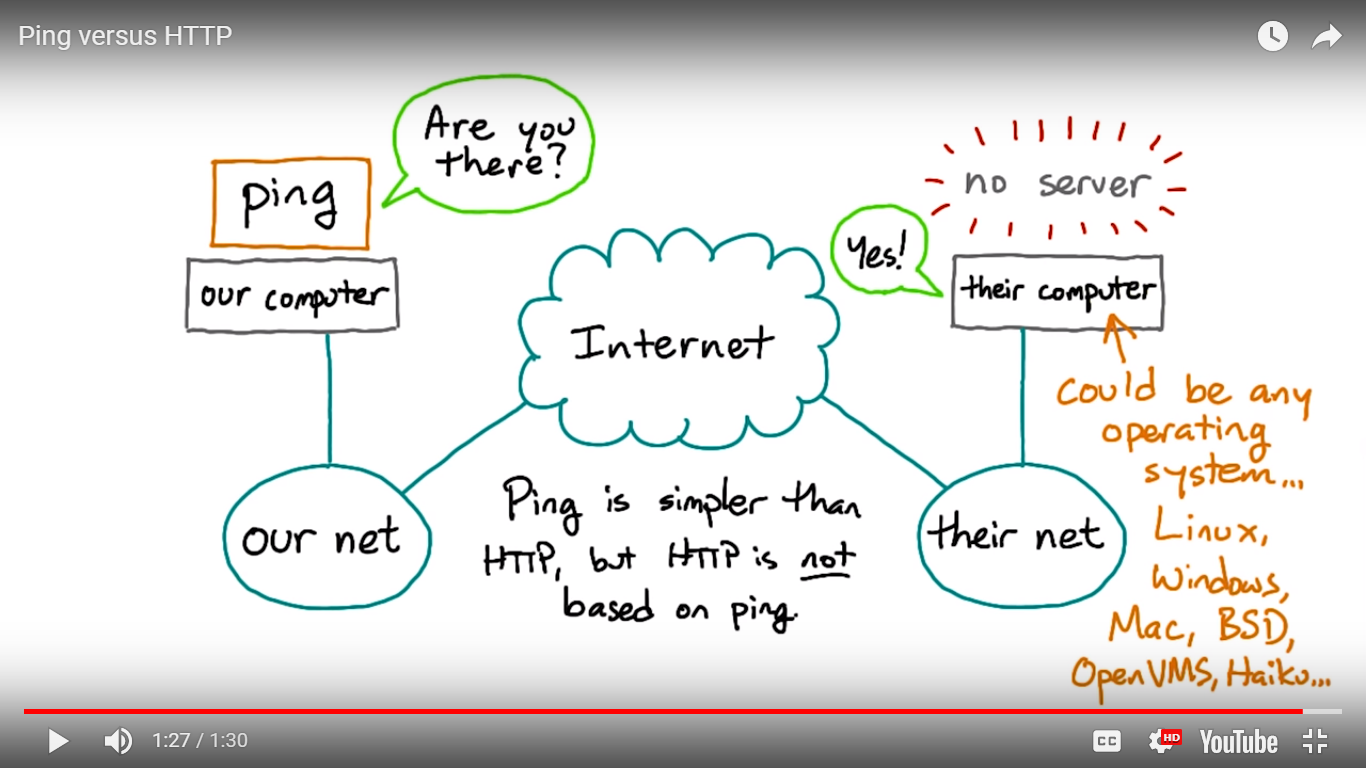 Ping versus HTTP
Are you
there?
ping
our computer
no server
Yes!
their computer
Internet
Could be any
operating
system...
Linux,
Windows,
Mac, BSD,
OpenVMS, Haiku...
our net
their net
Ping is simpler than
HTTP, but HTTP is not
based on ping.
1:27 / 1:30
CC
HD
YouTube